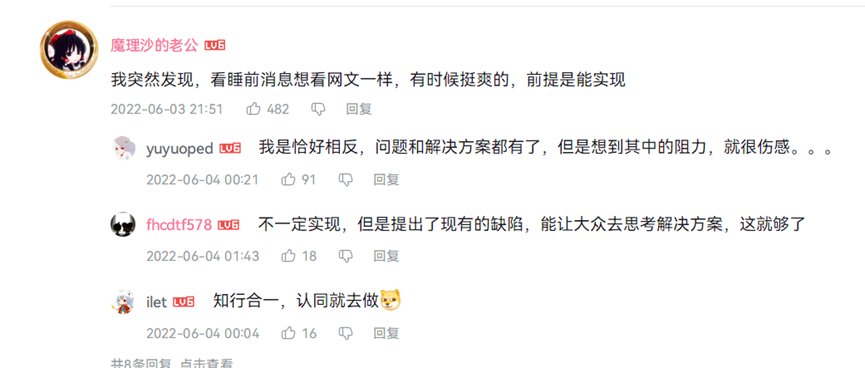 魔理沙的老公 LV6
我突然发现，看睡前消息想看网文一样，有时候挺爽的，前提是能实现
2022-06-03 21:51 482 回复
yuyuoped LV6 我是恰好相反，问题和解决方案都有了，但是想到其中的阻力，就很伤感。。。
2022-06-04 00:21 91 回复
fhcdtf578 LV6 不一定实现，但是提出了现有的缺陷，能让大众去思考解决方案，这就够了
2022-06-04 01:43 18 回复
ilet LV6 知行合一，认同就去做
2022-06-04 00:04 16 回复
共8条回复，点击查看